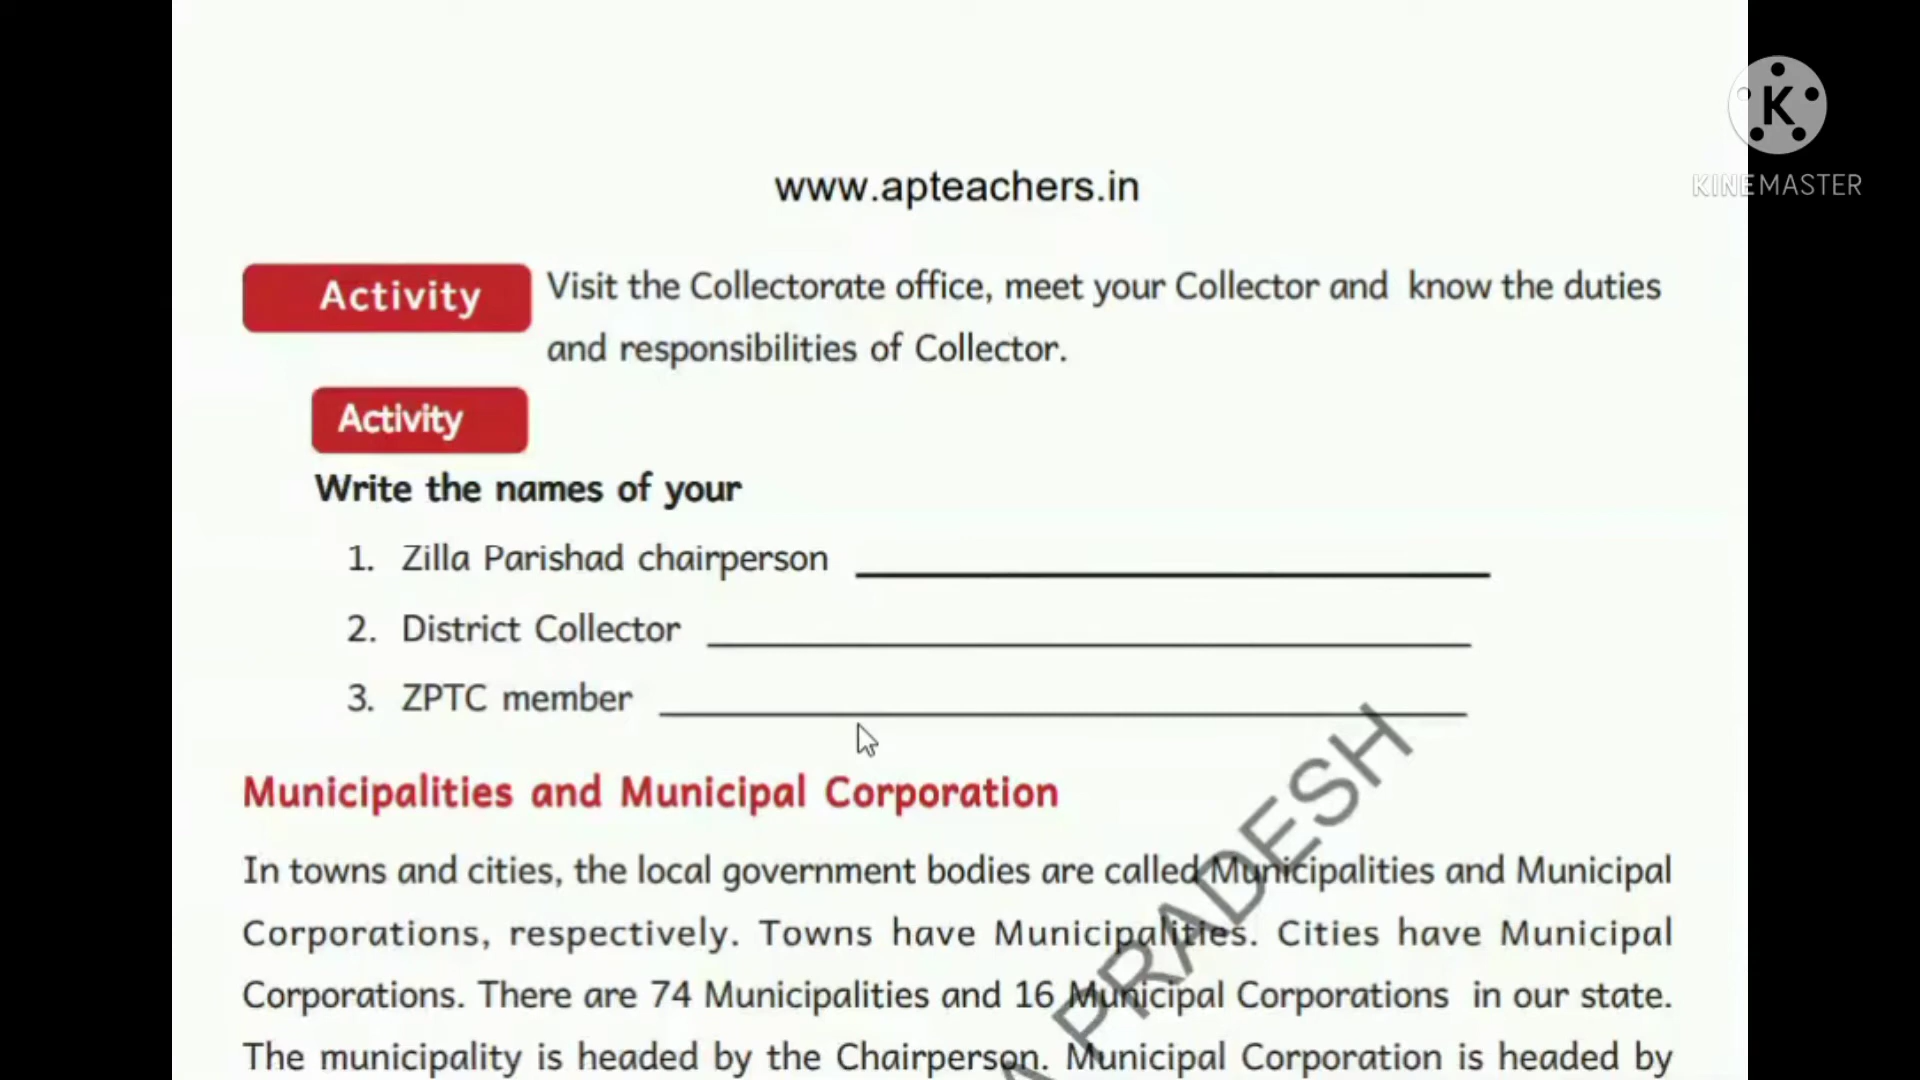 K
KINEMASTER
www.apteachers.in
Activity
Visit the Collectorate office, meet your Collector and know the duties
and responsibilities of Collector.
Activity
Write the names of your
1. Zilla Parishad chairperson
2. District Collector
3. ZPTC member
Municipalities and Municipal Corporation
In towns and cities, the local government bodies are called Municipalities and Municipal
Corporations, respectively. Towns have Municipalities. Cities have Municipal
Corporations. There are 74 Municipalities and 16 Municipal Corporations in our state.
The municipality is headed by the Chairperson. Municipal Corporation is headed by
A PRADESH